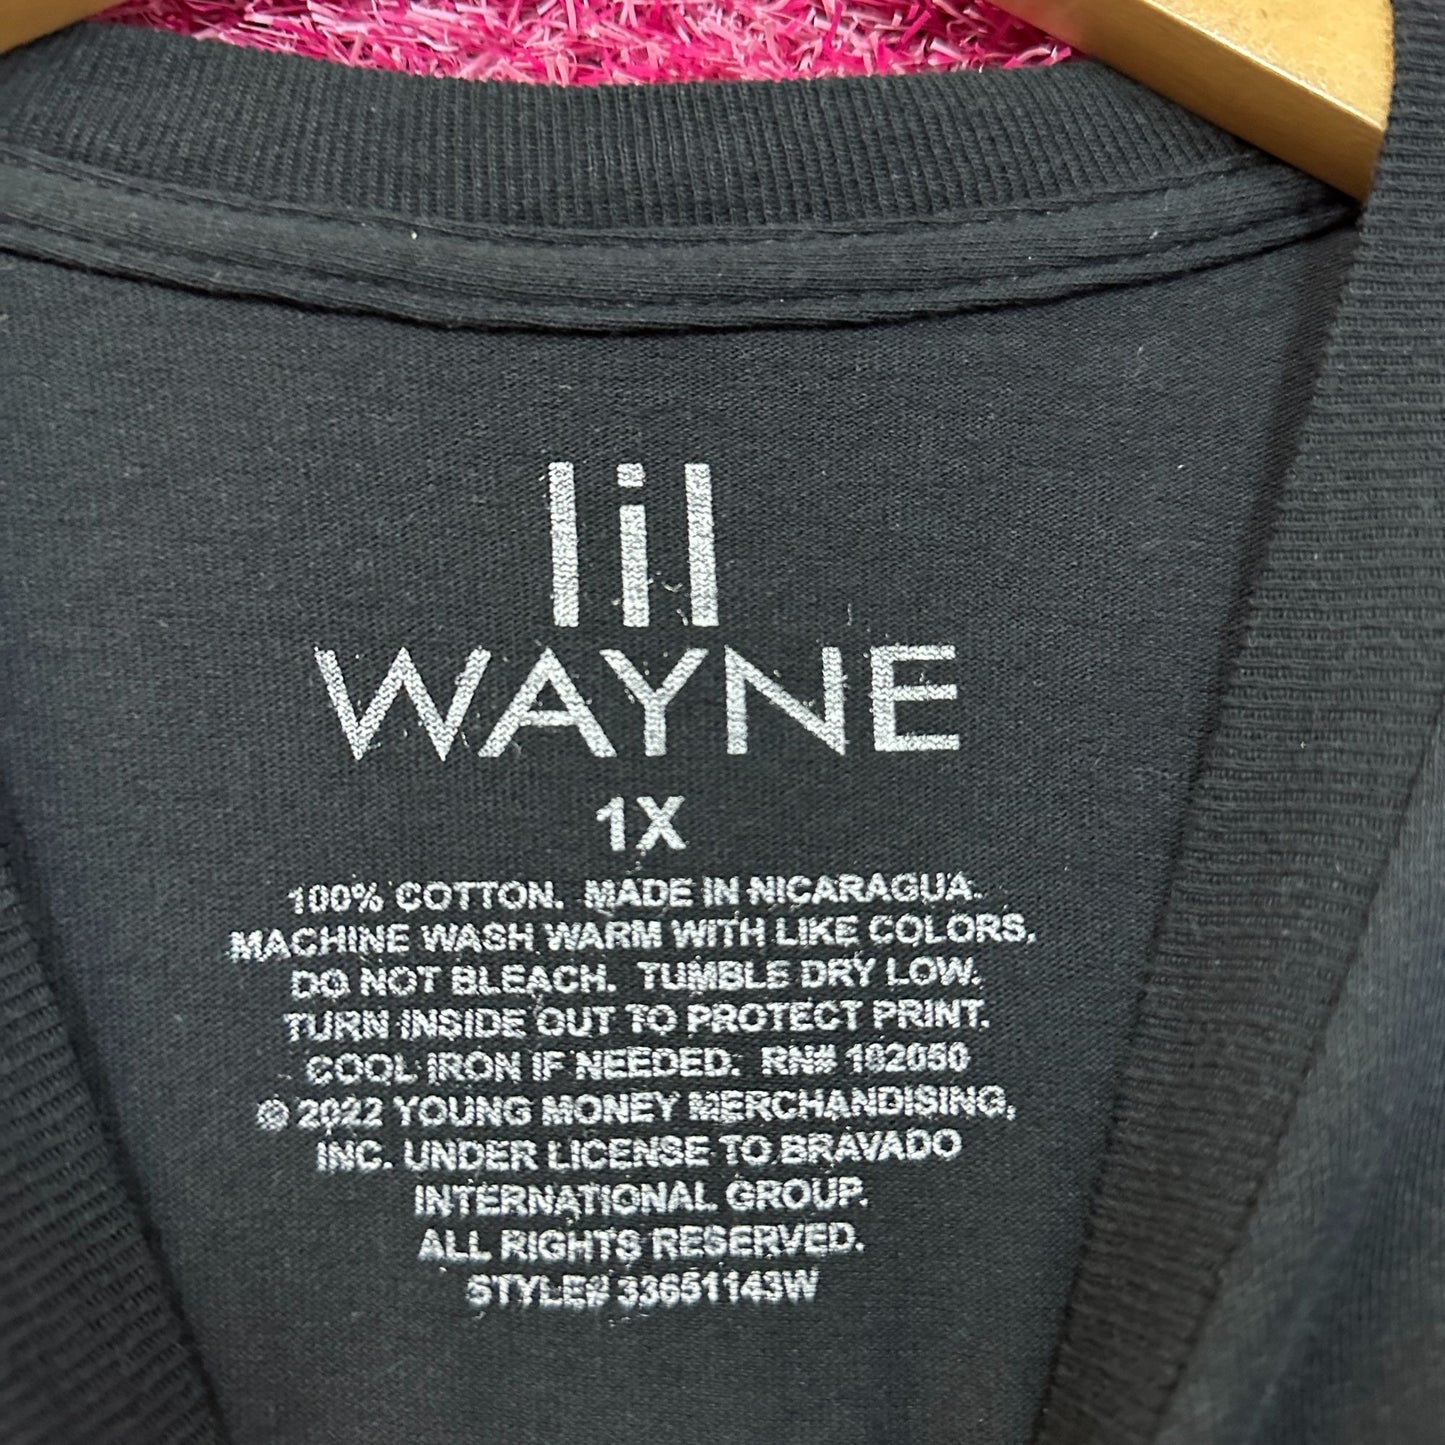 lil
WAYNE
1X
100% COTTON. MADE IN NICARAGUA.
MACHINE WASH WARM WITH LIKE COLORS.
DO NOT BLEACH. TUMBLE DRY LOW.
TURN INSIDE OUT TO PROTECT PRINT.
COOL IRON IF NEEDED. RN# 102050
© 2022 YOUNG MONEY MERCHANDISING,
INC. UNDER LICENSE TO BRAVADO
INTERNATIONAL GROUP.
ALL RIGHTS RESERVED.
STYLE# 33651143W